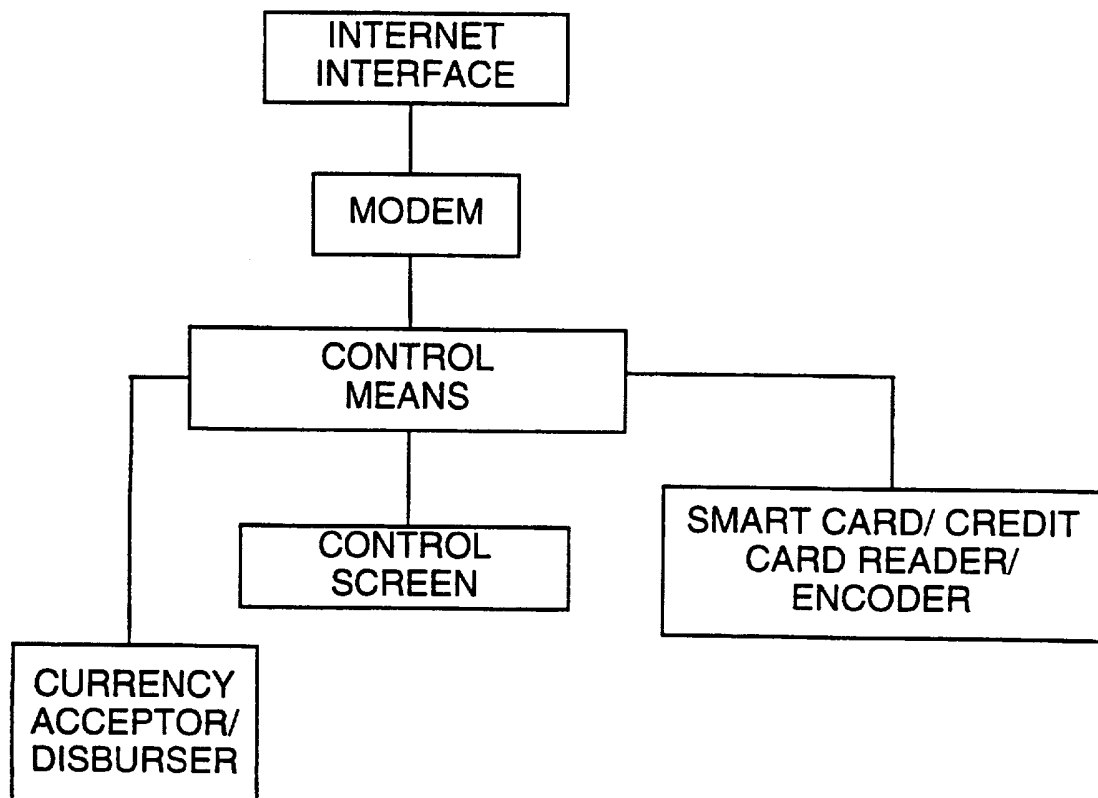 INTERNET
INTERFACE
MODEM
CONTROL
MEANS
CONTROL
SCREEN
SMART CARD/ CREDIT
CARD READER/
ENCODER
CURRENCY
ACCEPTOR/
DISBURSER